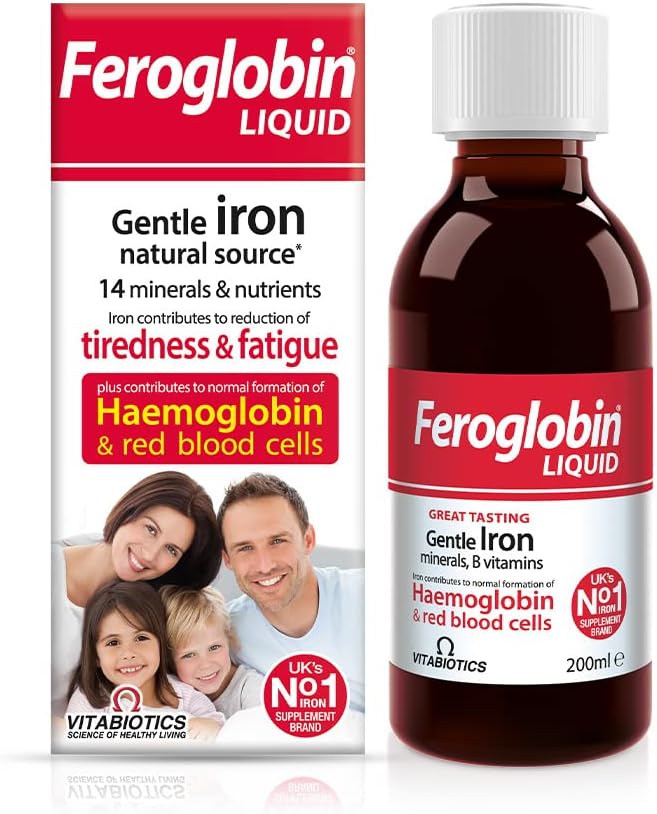 Feroglobin®
LIQUID
Gentle iron
natural source*
14 minerals & nutrients
Iron contributes to reduction of
tiredness & fatigue
plus contributes to normal formation of
Haemoglobin
& red blood cells
UK's
No1
IRON
SUPPLEMENT
BRAND
VITABIOTICS
SCIENCE OF HEALTHY LIVING
Feroglobin®
LIQUID
GREAT TASTING
Gentle Iron
minerals, B vitamins
Iron contributes to normal formation of
Haemoglobin
& red blood cells
UK's
No1
IRON
SUPPLEMENT
BRAND
VITABIOTICS
200ml e